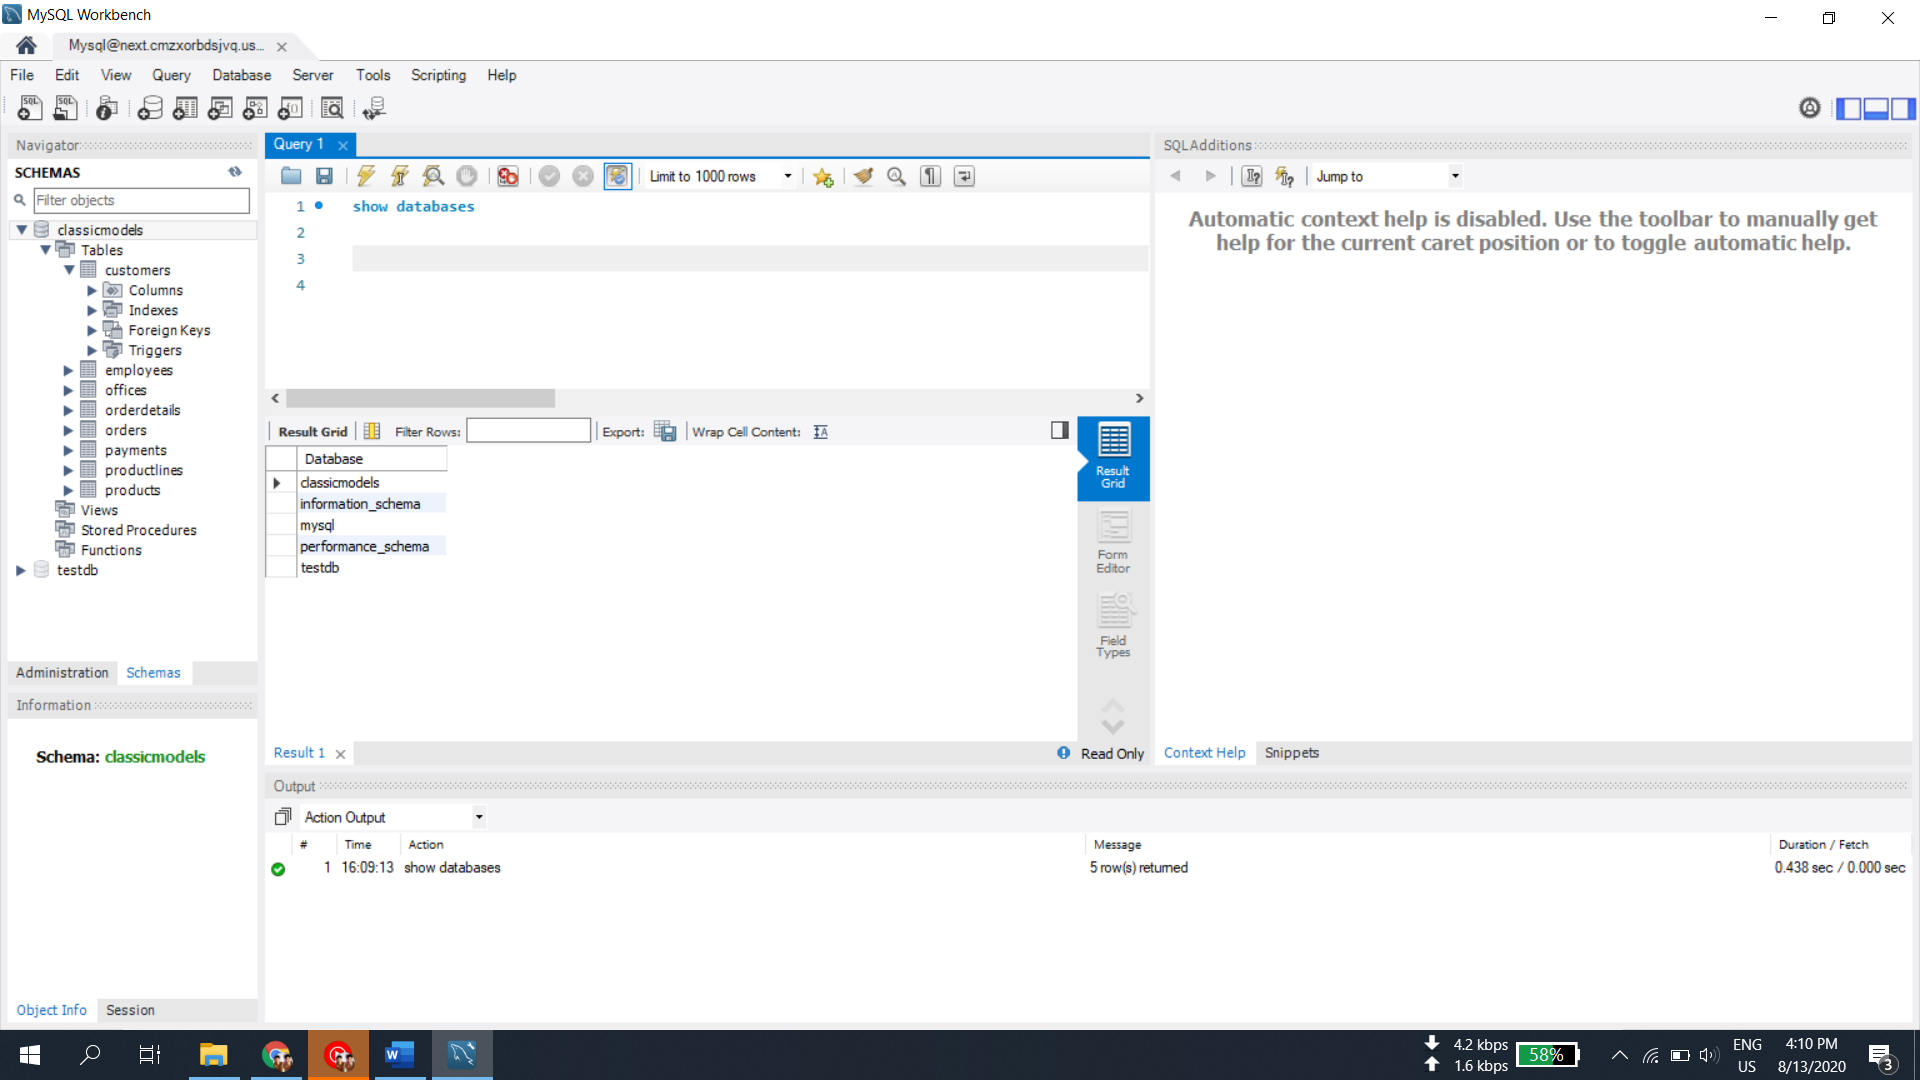 MySQL Workbench
Mysql@next.cmzxorbdsjvq.us...
File Edit View Query Database Server Tools Scripting Help
Navigator
SCHEMAS
Filter objects
classicmodels
Tables
customers
Columns
Indexes
Foreign Keys
Triggers
employees
offices
orderdetails
orders
payments
productlines
products
Views
Stored Procedures
Functions
testdb
Administration Schemas
Information
Schema: classicmodels
Object Info Session
Query 1
Limit to 1000 rows
1 show databases
2
3
4
Result Grid Filter Rows: Export: Wrap Cell Content:
Database
classicmodels
information_schema
mysql
performance_schema
testdb
Result
Grid
Form
Editor
Field
Types
Result 1 Read Only
SQLAdditions
Jump to
Automatic context help is disabled. Use the toolbar to manually get
help for the current caret position or to toggle automatic help.
Context Help Snippets
Output
Action Output
# Time Action Message Duration / Fetch
1 16:09:13 show databases 5 row(s) returned 0.438 sec / 0.000 sec
4.2 kbps
1.6 kbps
58%
ENG
US
4:10 PM
8/13/2020
3